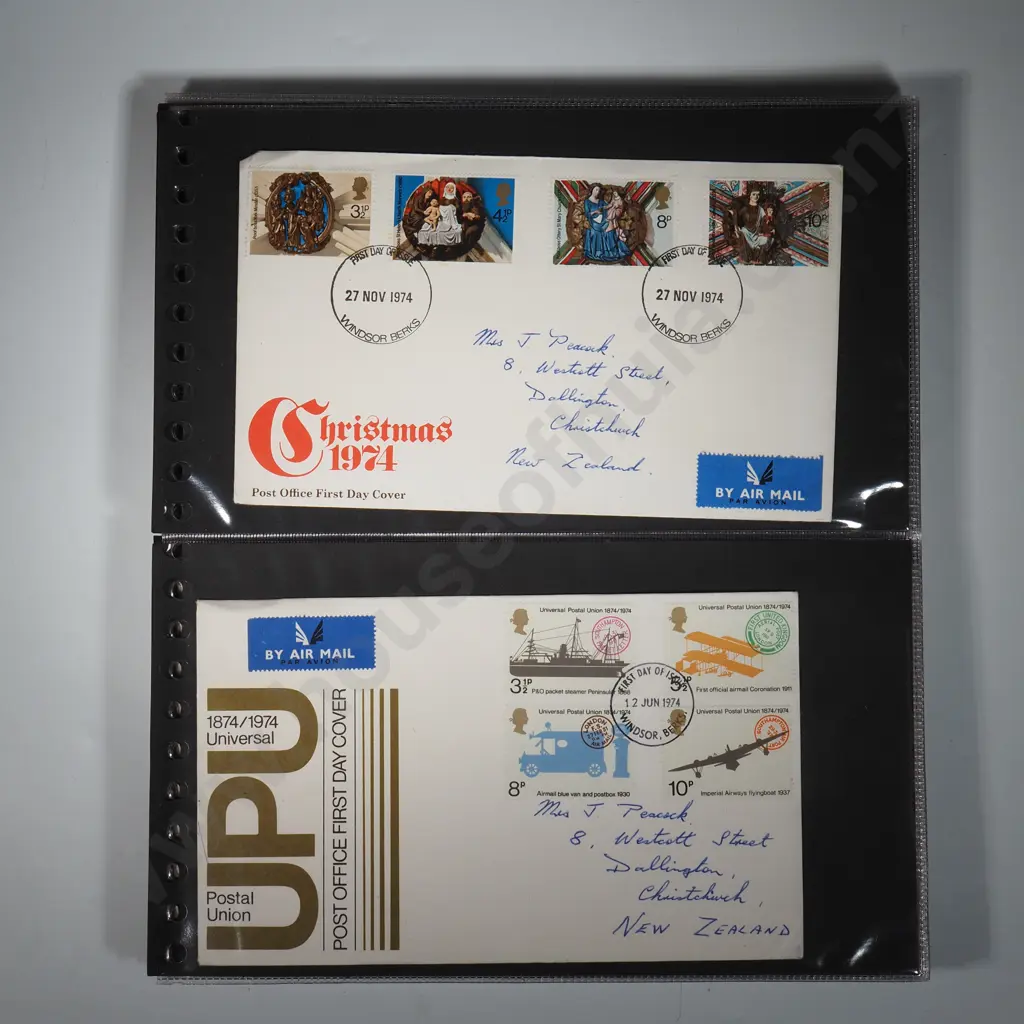 3½P
4½P
8P
10P
FIRST DAY OF ISSUE
27 NOV 1974
WINDSOR BERKS
FIRST DAY OF ISSUE
27 NOV 1974
WINDSOR BERKS
Miss J Peacock.
8, Westcott Street,
Dallington,
Christchurch
New Zealand.
Christmas
1974
Post Office First Day Cover
BY AIR MAIL
PAR AVION
BY AIR MAIL
PAR AVION
1874/1974
Universal
UPU
Postal
Union
POST OFFICE FIRST DAY COVER
Universal Postal Union 1874/1974
3½P
P&O packet steamer Peninsular 1888
Universal Postal Union 1874/1974
First official airmail Coronation 1911
Universal Postal Union 1874/1974
LONDON
AIR MAIL
8P
Airmail blue van and postbox 1930
Universal Postal Union 1874/1974
SOUTHAMPTON
10P
Imperial Airways flyingboat 1937
FIRST DAY OF ISSUE
12 JUN 1974
WINDSOR, BERKS
Miss J Peacock.
8, Westcott Street
Dallington,
Christchurch,
NEW ZEALAND